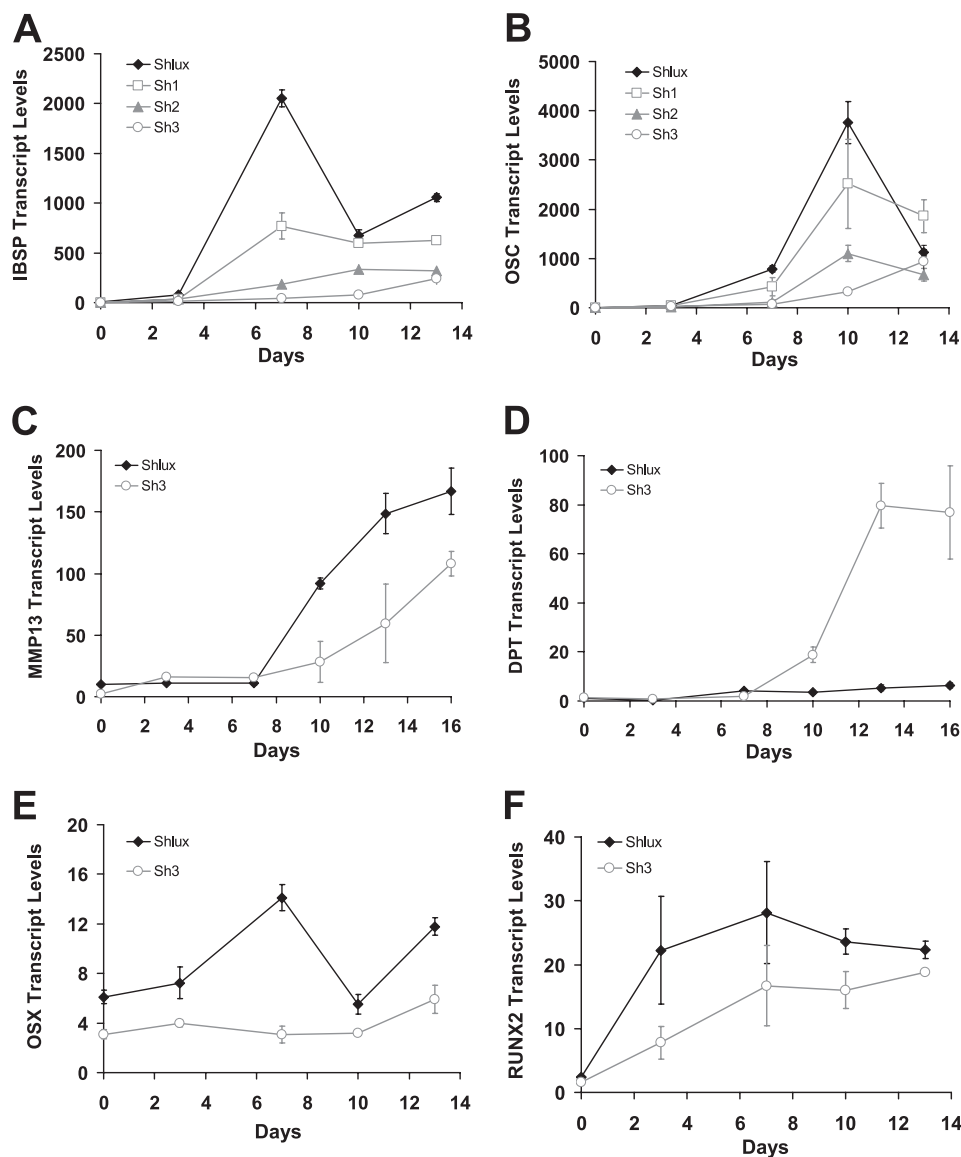 A
IBSP Transcript Levels
2500
2000
1500
1000
500
0
Shlux
Sh1
Sh2
Sh3
0 2 4 6 8 10 12 14
Days
B
OSC Transcript Levels
5000
4000
3000
2000
1000
0
Shlux
Sh1
Sh2
Sh3
0 2 4 6 8 10 12 14
Days
C
MMP13 Transcript Levels
200
150
100
50
0
Shlux
Sh3
0 2 4 6 8 10 12 14 16
Days
D
DPT Transcript Levels
100
80
60
40
20
0
Shlux
Sh3
0 2 4 6 8 10 12 14 16
Days
E
OSX Transcript Levels
20
16
12
8
4
0
Shlux
Sh3
0 2 4 6 8 10 12 14
Days
F
RUNX2 Transcript Levels
40
30
20
10
0
Shlux
Sh3
0 2 4 6 8 10 12 14
Days